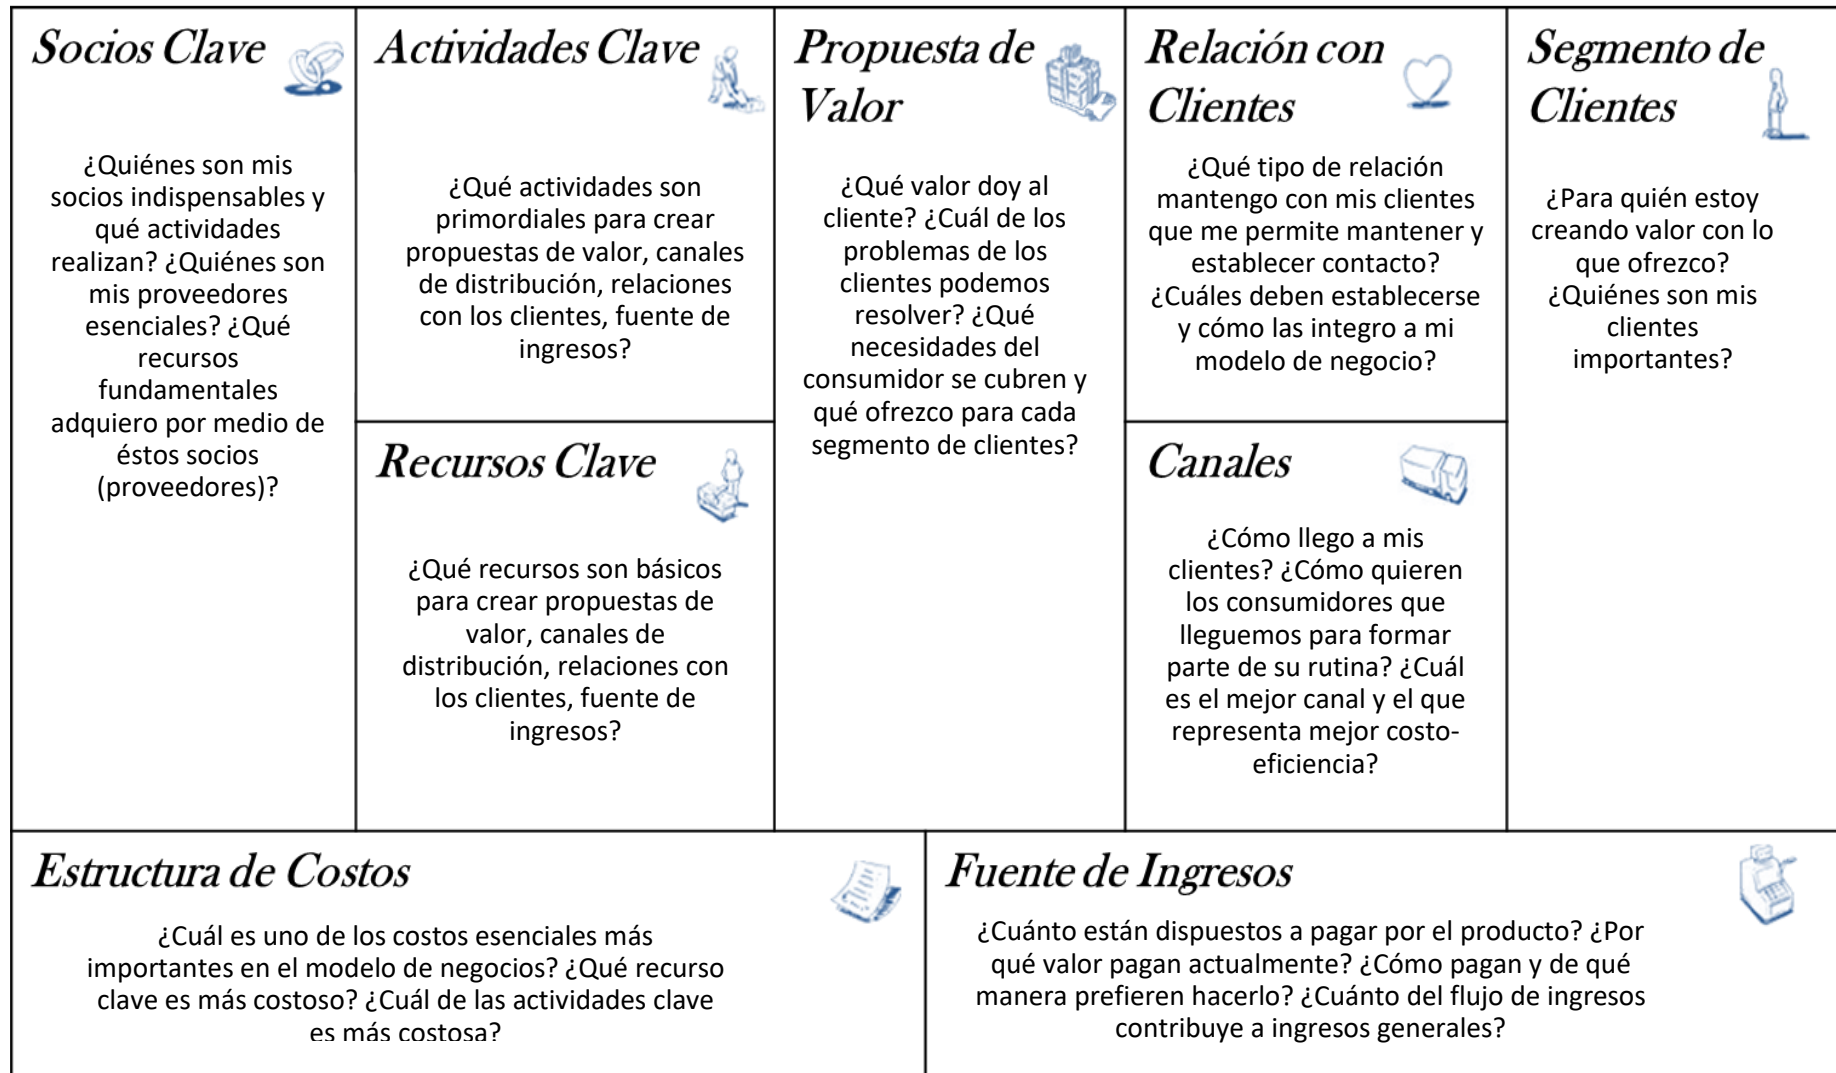 Socios Clave
¿Quiénes son mis
socios indispensables y
qué actividades
realizan? ¿Quiénes son
mis proveedores
esenciales? ¿Qué
recursos
fundamentales
adquiero por medio de
éstos socios
(proveedores)?
Actividades Clave
¿Qué actividades son
primordiales para crear
propuestas de valor, canales
de distribución, relaciones
con los clientes, fuente de
ingresos?
Recursos Clave
¿Qué recursos son básicos
para crear propuestas de
valor, canales de
distribución, relaciones con
los clientes, fuente de
ingresos?
Propuesta de
Valor
¿Qué valor doy al
cliente? ¿Cuál de los
problemas de los
clientes podemos
resolver? ¿Qué
necesidades del
consumidor se cubren y
qué ofrezco para cada
segmento de clientes?
Relación con
Clientes
¿Qué tipo de relación
mantengo con mis clientes
que me permite mantener y
establecer contacto?
¿Cuáles deben establecerse
y cómo las integro a mi
modelo de negocio?
Canales
¿Cómo llego a mis
clientes? ¿Cómo quieren
los consumidores que
lleguemos para formar
parte de su rutina? ¿Cuál
es el mejor canal y el que
representa mejor costo-
eficiencia?
Segmento de
Clientes
¿Para quién estoy
creando valor con lo
que ofrezco?
¿Quiénes son mis
clientes
importantes?
Estructura de Costos
¿Cuál es uno de los costos esenciales más
importantes en el modelo de negocios? ¿Qué recurso
clave es más costoso? ¿Cuál de las actividades clave
es más costosa?
Fuente de Ingresos
¿Cuánto están dispuestos a pagar por el producto? ¿Por
qué valor pagan actualmente? ¿Cómo pagan y de qué
manera prefieren hacerlo? ¿Cuánto del flujo de ingresos
contribuye a ingresos generales?